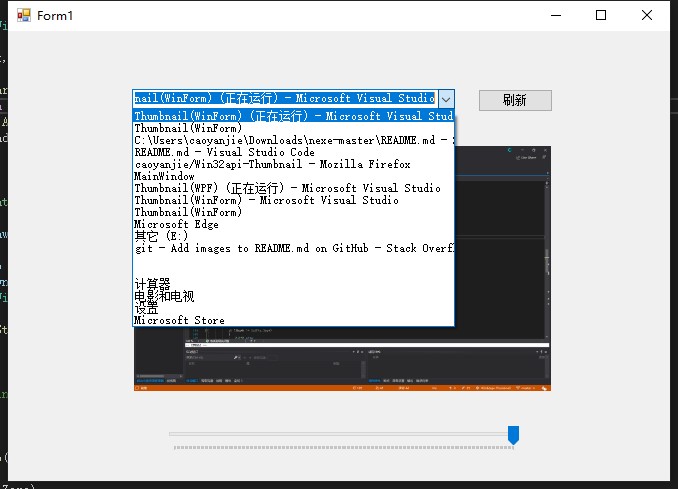 Form1
nail(WinForm) (正在运行) - Microsoft Visual Studio
刷新
Thumbnail(WinForm) (正在运行) - Microsoft Visual Stud
Thumbnail(WinForm)
C:\Users\caoyanjie\Downloads\nexe-master\README.md -
README.md - Visual Studio Code
caoyanjie/Win32api-Thumbnail - Mozilla Firefox
MainWindow
Thumbnail(WPF) (正在运行) - Microsoft Visual Studio
Thumbnail(WinForm) - Microsoft Visual Studio
Thumbnail(WinForm)
Microsoft Edge
其它 (E:)
git - Add images to README.md on GitHub - Stack Overfl
计算器
电影和电视
设置
Microsoft Store